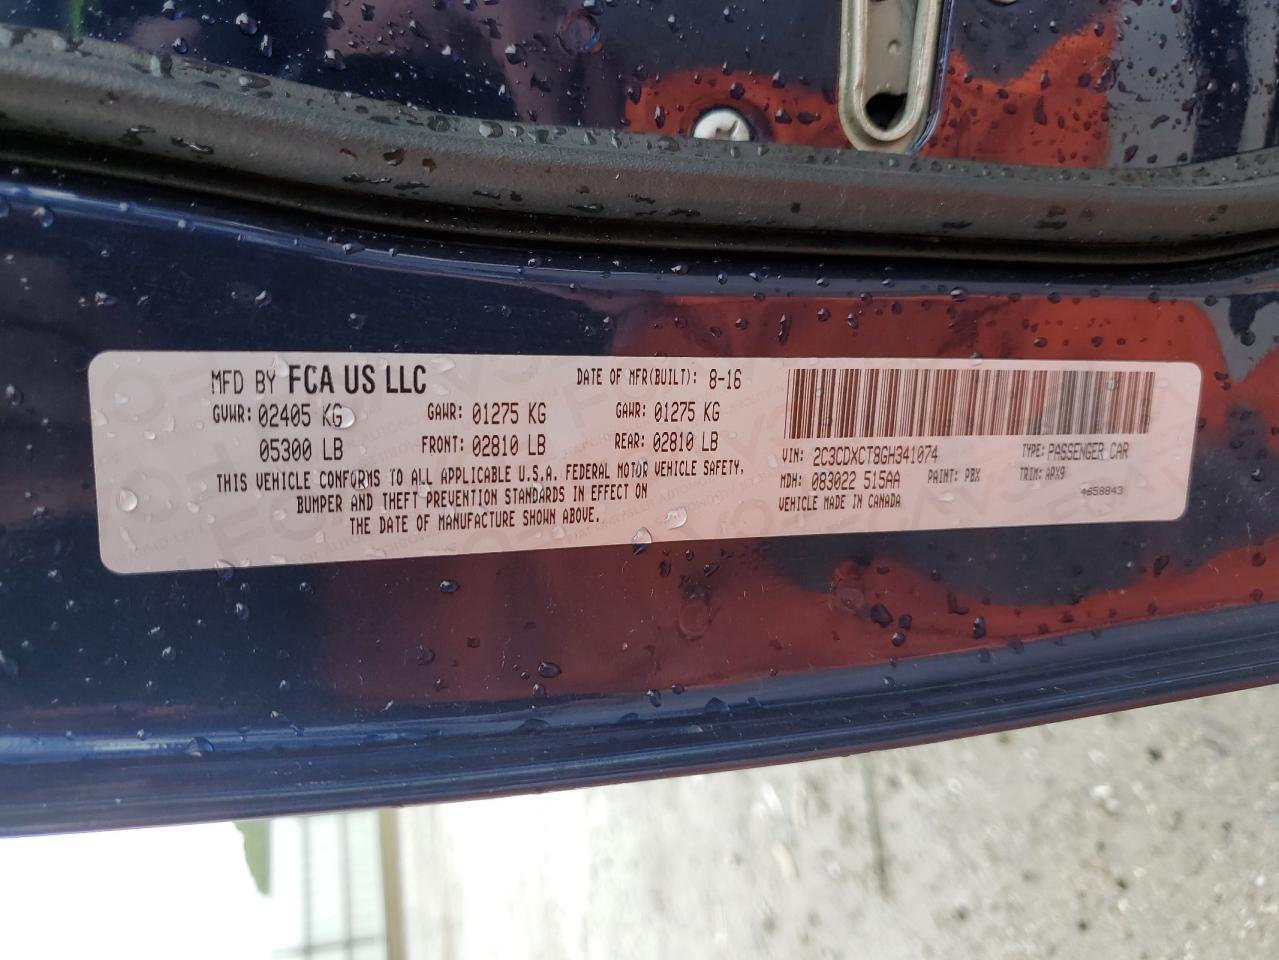 MFD BY FCA US LLC DATE OF MFR(BUILT): 8-16
GVWR: 02405 KG GAWR: 01275 KG GAWR: 01275 KG
05300 LB FRONT: 02810 LB REAR: 02810 LB
THIS VEHICLE CONFORMS TO ALL APPLICABLE U.S.A. FEDERAL MOTOR VEHICLE SAFETY,
BUMPER AND THEFT PREVENTION STANDARDS IN EFFECT ON
THE DATE OF MANUFACTURE SHOWN ABOVE.
VIN: 2C3CDXCT8GH341074 TYPE: PASSENGER CAR
MDH: 083022 515AA PAINT: PBX TRIM: APX9
VEHICLE MADE IN CANADA 4658843